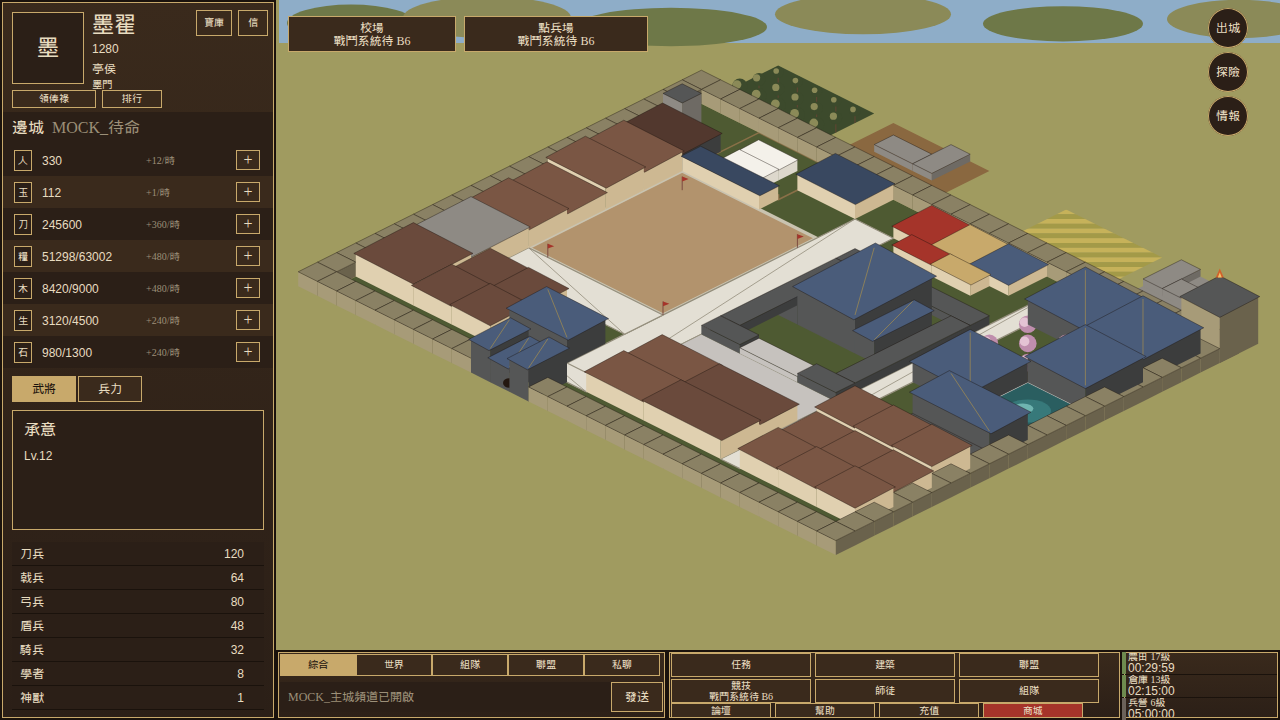 墨
墨翟
1280
亭侯
墨門
寶庫
信
領俸祿
排行
邊城 MOCK_待命
人 330 +12/時 +
玉 112 +1/時 +
刀 245600 +360/時 +
糧 51298/63002 +480/時 +
木 8420/9000 +480/時 +
生 3120/4500 +240/時 +
石 980/1300 +240/時 +
武將
兵力
承意
Lv.12
刀兵 120
戟兵 64
弓兵 80
盾兵 48
騎兵 32
學者 8
神獸 1
校場
戰鬥系統待 B6
點兵場
戰鬥系統待 B6
出城
探險
情報
綜合
世界
組隊
聯盟
私聊
MOCK_主城頻道已開啟
發送
任務
建築
聯盟
競技
戰鬥系統待 B6
師徒
組隊
論壇
幫助
充值
商城
農田 17級
00:29:59
倉庫 13級
02:15:00
兵營 6級
05:00:00